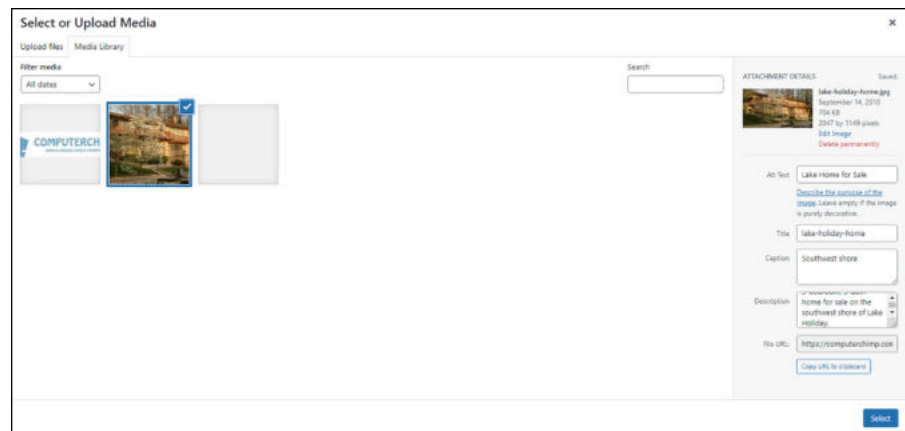 Select or Upload Media
Upload files
Media Library
Filter media
All dates
Search
COMPUTERCH
ATTACHMENT DETAILS
Saved.
lake-holiday-home.jpg
September 14, 2010
704 KB
2047 by 1149 pixels
Edit Image
Delete permanently
Alt Text
Lake Home for Sale
Describe the purpose of the
image. Leave empty if the image
is purely decorative.
Title
lake-holiday-home
Caption
Southwest shore
Description
home for sale on the
southwest shore of Lake
Holiday.
File URL:
https://computerchimp.con
Copy URL to clipboard
Select